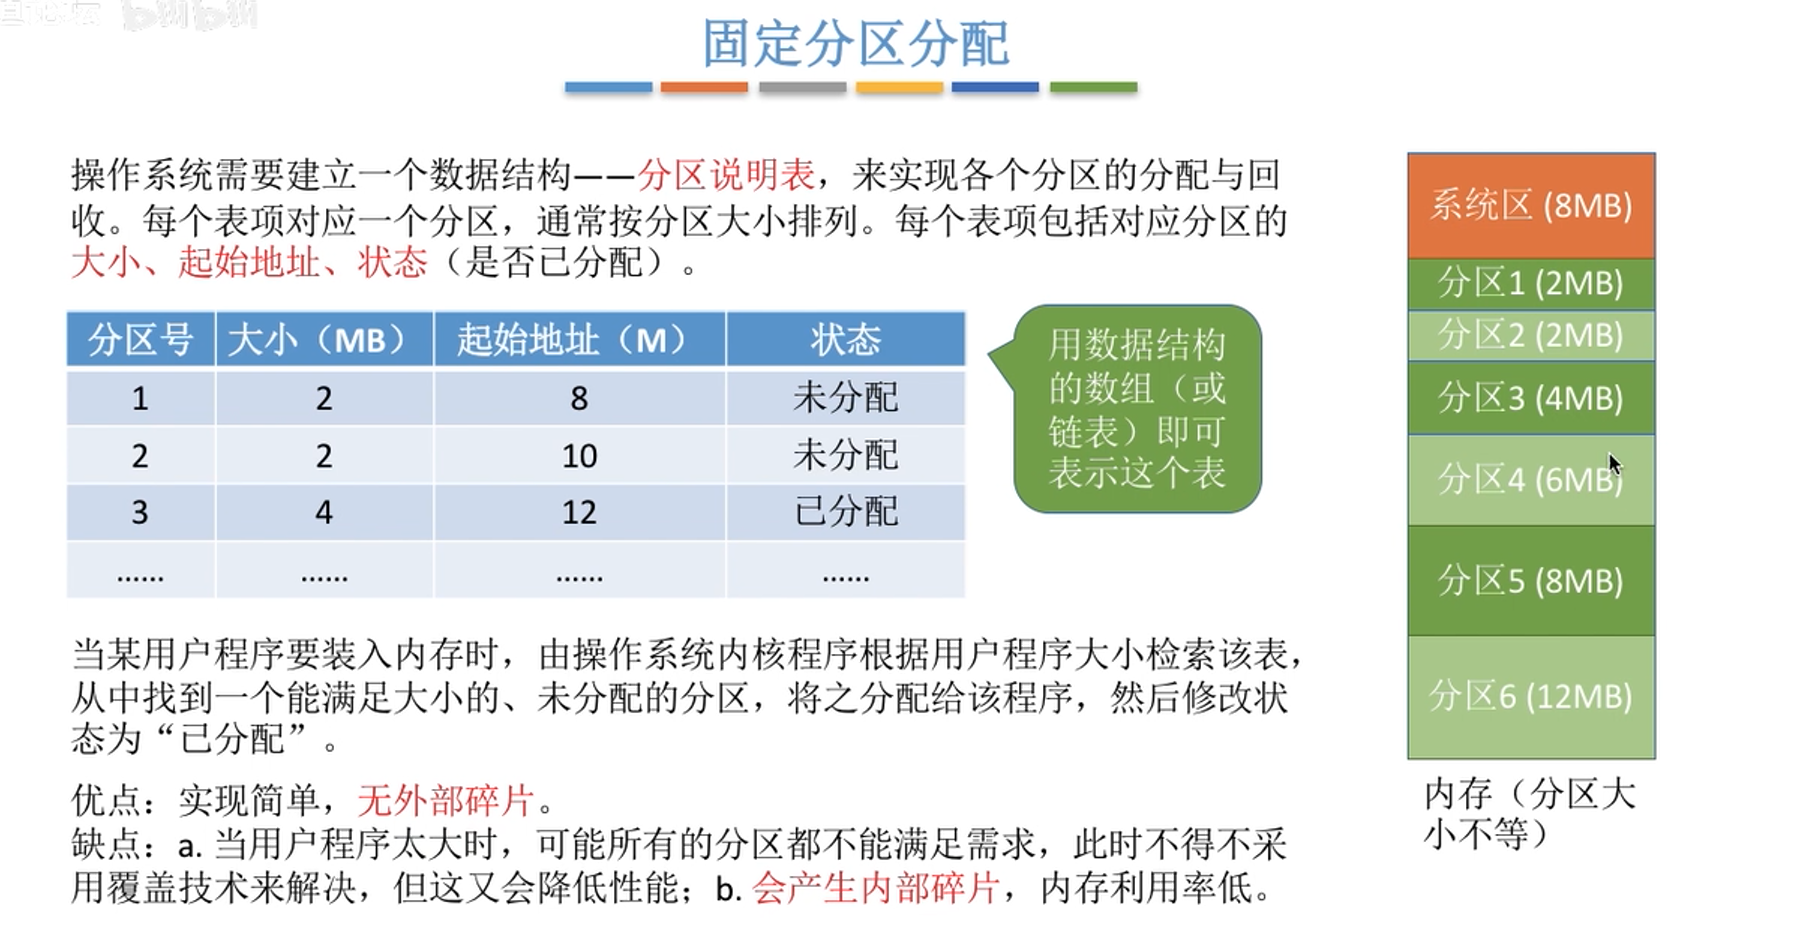 固定分区分配
操作系统需要建立一个数据结构——分区说明表，来实现各个分区的分配与回
收。每个表项对应一个分区，通常按分区大小排列。每个表项包括对应分区的
大小、起始地址、状态（是否已分配）。
分区号 大小（MB） 起始地址（M） 状态
1 2 8 未分配
2 2 10 未分配
3 4 12 已分配
...... ...... ...... ......
用数据结构
的数组（或
链表）即可
表示这个表
当某用户程序要装入内存时，由操作系统内核程序根据用户程序大小检索该表，
从中找到一个能满足大小的、未分配的分区，将之分配给该程序，然后修改状
态为“已分配”。
优点：实现简单，无外部碎片。
缺点：a. 当用户程序太大时，可能所有的分区都不能满足需求，此时不得不采
用覆盖技术来解决，但这又会降低性能；b. 会产生内部碎片，内存利用率低。
系统区 (8MB)
分区1 (2MB)
分区2 (2MB)
分区3 (4MB)
分区4 (6MB)
分区5 (8MB)
分区6 (12MB)
内存（分区大
小不等）